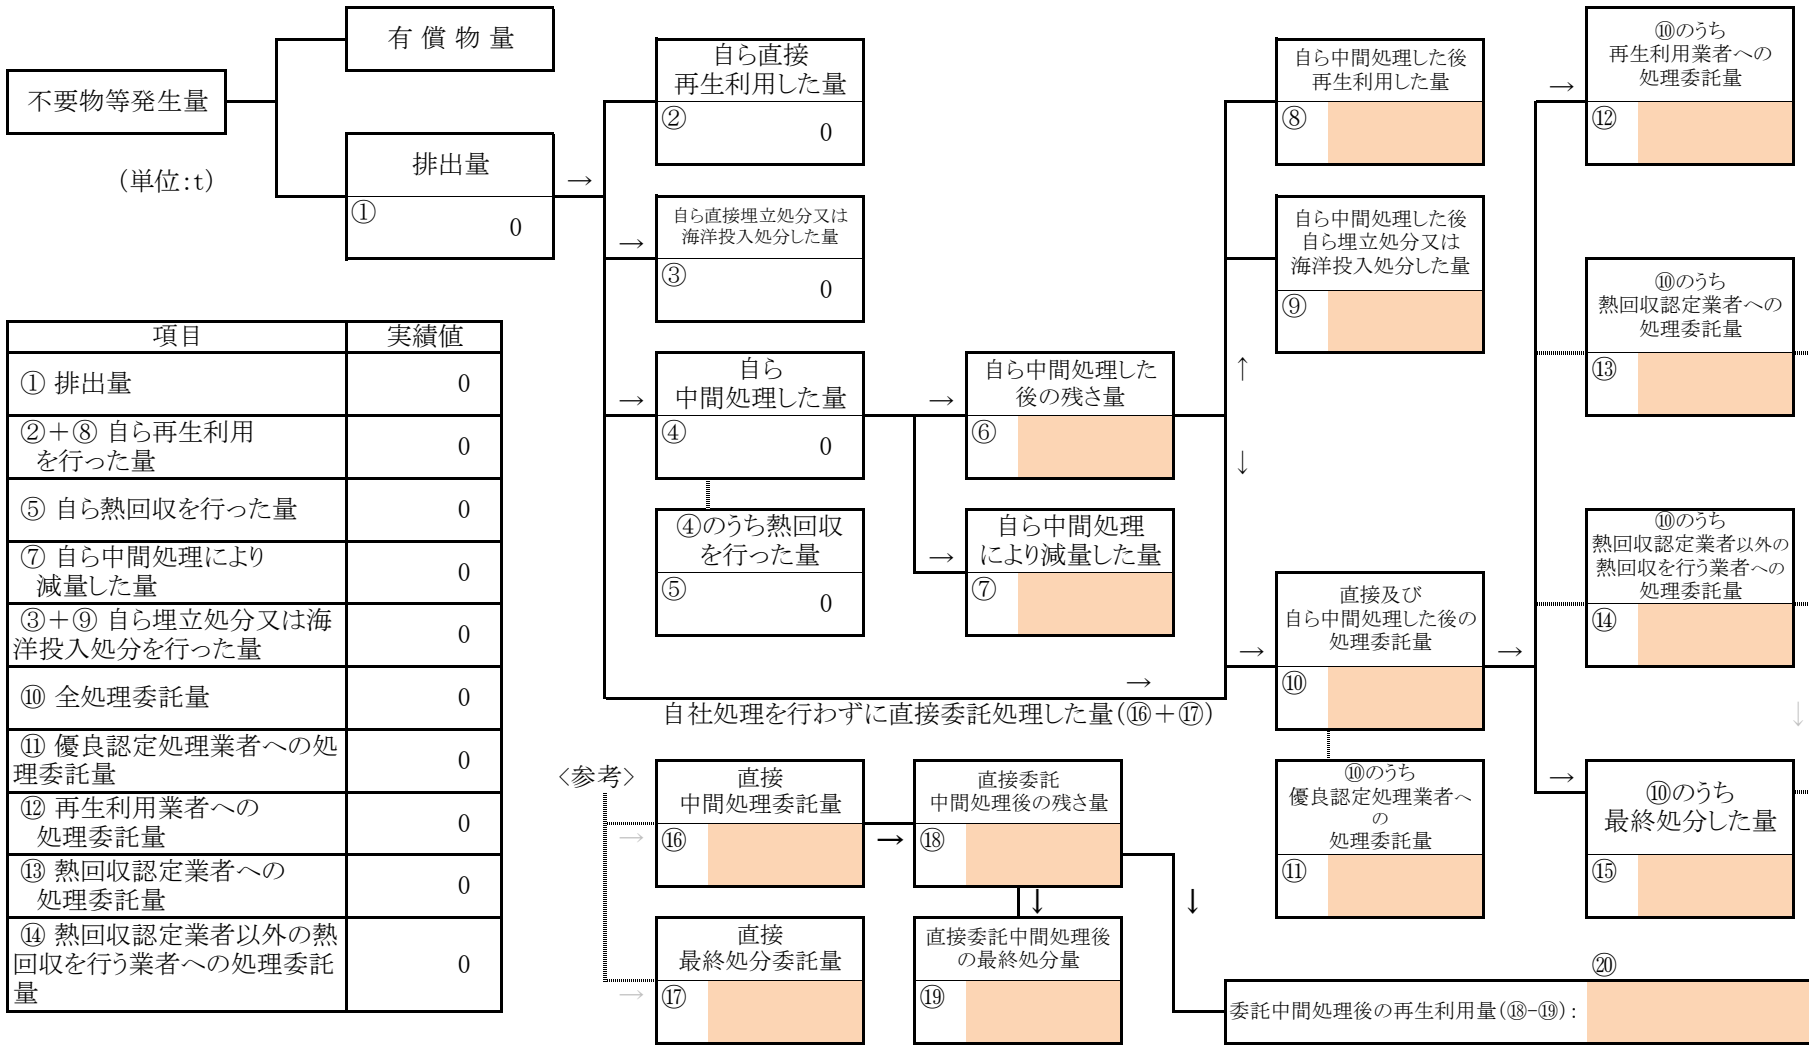 不要物等発生量
(単位:t)
有償物量
排出量
①
0
→
自ら直接
再生利用した量
②
0
→
自ら直接埋立処分又は
海洋投入処分した量
③
0
→
自ら
中間処理した量
④
0
④のうち熱回収
を行った量
⑤
0
→
自ら中間処理した
後の残さ量
⑥
→
自ら中間処理
により減量した量
⑦
↑
↓
自ら中間処理した後
再生利用した量
⑧
自ら中間処理した後
自ら埋立処分又は
海洋投入処分した量
⑨
→
自社処理を行わずに直接委託処理した量(⑯+⑰)
→
直接及び
自ら中間処理した後の
処理委託量
⑩
⑩のうち
優良認定処理業者へ
の
処理委託量
⑪
→
→
⑩のうち
再生利用業者への
処理委託量
⑫
⑩のうち
熱回収認定業者への
処理委託量
⑬
⑩のうち
熱回収認定業者以外の
熱回収を行う業者への
処理委託量
⑭
↓
→
⑩のうち
最終処分した量
⑮
項目 実績値
① 排出量 0
②+⑧ 自ら再生利用
を行った量 0
⑤ 自ら熱回収を行った量 0
⑦ 自ら中間処理により
減量した量 0
③+⑨ 自ら埋立処分又は海
洋投入処分を行った量 0
⑩ 全処理委託量 0
⑪ 優良認定処理業者への処
理委託量 0
⑫ 再生利用業者への
処理委託量 0
⑬ 熱回収認定業者への
処理委託量 0
⑭ 熱回収認定業者以外の熱
回収を行う業者への処理委託
量 0
〈参考〉
→
直接
中間処理委託量
⑯
→
直接
最終処分委託量
⑰
→
直接委託
中間処理後の残さ量
⑱
↓
直接委託中間処理後
の最終処分量
⑲
↓
⑳
委託中間処理後の再生利用量(⑱-⑲):